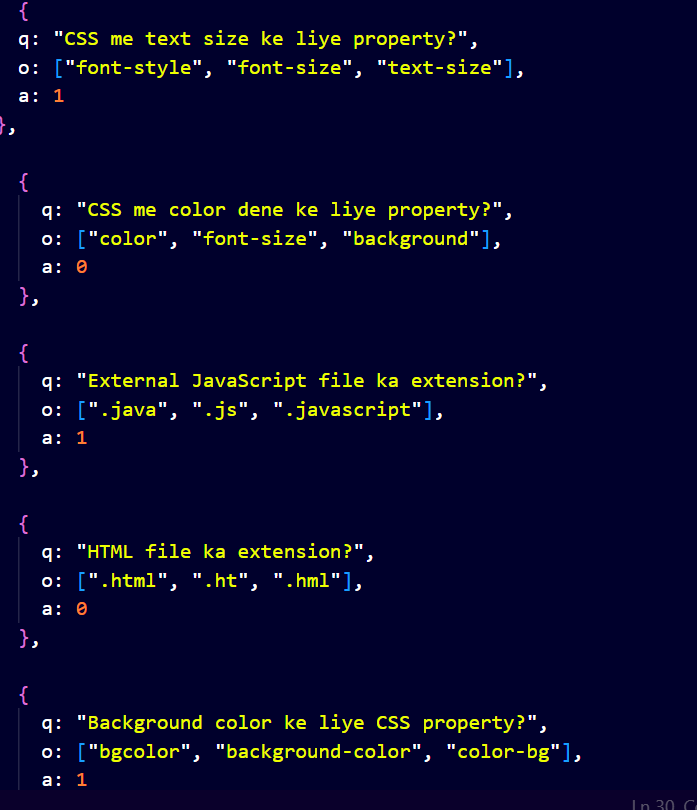 {
q: "CSS me text size ke liye property?",
o: ["font-style", "font-size", "text-size"],
a: 1
},
{
q: "CSS me color dene ke liye property?",
o: ["color", "font-size", "background"],
a: 0
},
{
q: "External JavaScript file ka extension?",
o: [".java", ".js", ".javascript"],
a: 1
},
{
q: "HTML file ka extension?",
o: [".html", ".ht", ".hml"],
a: 0
},
{
q: "Background color ke liye CSS property?",
o: ["bgcolor", "background-color", "color-bg"],
a: 1
Ln 30, C